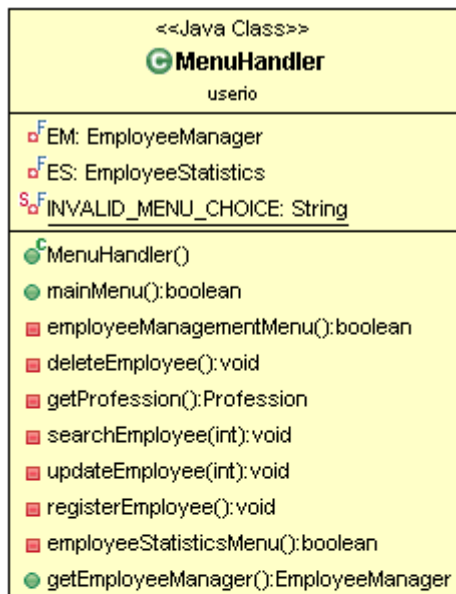 <<Java Class>>
C MenuHandler
userio
F EM: EmployeeManager
F ES: EmployeeStatistics
S F INVALID_MENU_CHOICE: String
C MenuHandler()
mainMenu():boolean
employeeManagementMenu():boolean
deleteEmployee():void
getProfession():Profession
searchEmployee(int):void
updateEmployee(int):void
registerEmployee():void
employeeStatisticsMenu():boolean
getEmployeeManager():EmployeeManager